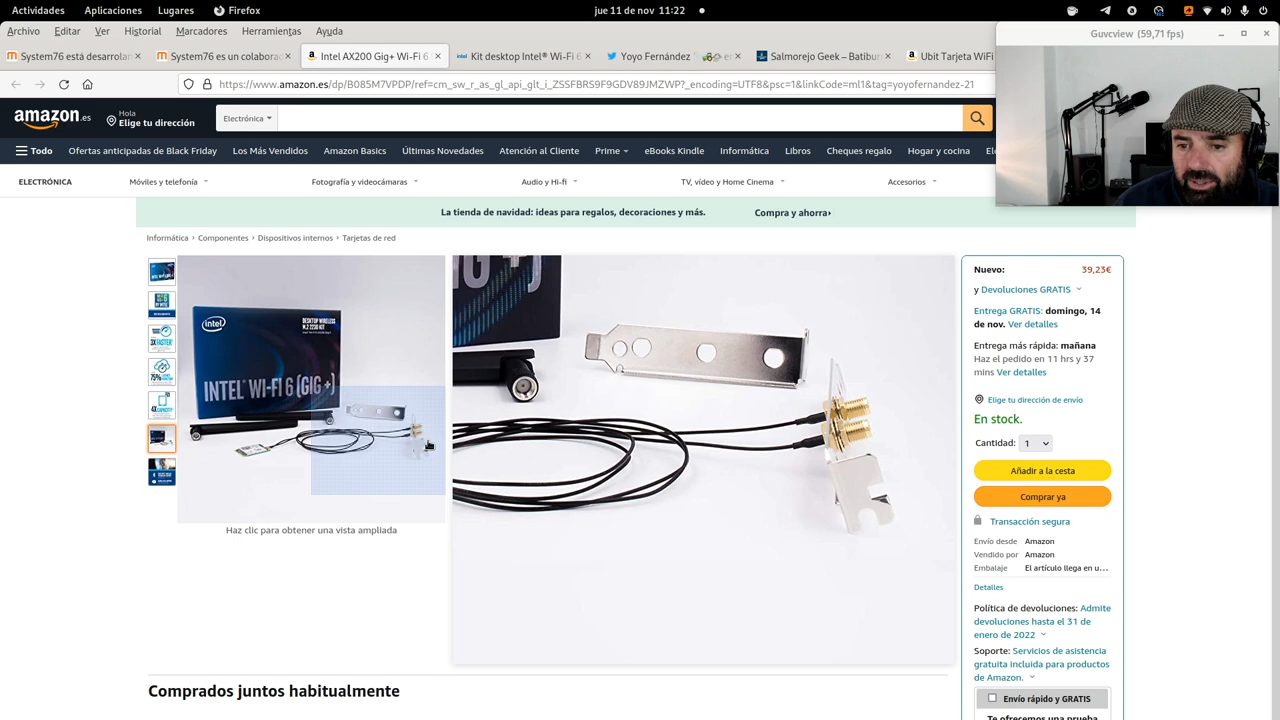 Actividades Aplicaciones Firefox jue 11 de nov 11:22
Guvcview (59,71 fps)
Archivo Editar Ver Historial Marcadores Herramientas Ayuda
System76 está desarrolan System76 es un colaborad Intel AX200 Gig+ Wi-Fi 6 Kit desktop Intel® Wi-Fi 6 Yoyo Fernández Salmorejo Geek – Batibur Ubit Tarjeta WiFi
https://www.amazon.es/dp/B085M7VPDP/ref=cm_sw_r_as_gl_api_glt_i_ZSSFBRS9F9GDV89JMZWP?_encoding=UTF8&psc=1&linkCode=ml1&tag=yoyofernandez-21
amazon.es Hola
Elige tu dirección
Electrónica
Todo Ofertas anticipadas de Black Friday Los Más Vendidos Amazon Basics Últimas Novedades Atención al Cliente Prime eBooks Kindle Informática Libros Cheques regalo Hogar y cocina Ele
ELECTRÓNICA Móviles y telefonía Fotografía y videocámaras Audio y Hi-fi TV, vídeo y Home Cinema Accesorios
La tienda de navidad: ideas para regalos, decoraciones y más. Compra y ahorra›
Informática › Componentes › Dispositivos internos › Tarjetas de red
intel
DESKTOP WIRELESS
M.2 2230 KIT
INTEL® WI-FI 6 (GIG +)
Haz clic para obtener una vista ampliada
Nuevo: 39,23€
y Devoluciones GRATIS
Entrega GRATIS: domingo, 14
de nov. Ver detalles
Entrega más rápida: mañana
Haz el pedido en 11 hrs y 37
mins Ver detalles
Elige tu dirección de envío
En stock.
Cantidad: 1
Añadir a la cesta
Comprar ya
Transacción segura
Envío desde Amazon
Vendido por Amazon
Embalaje El artículo llega en u…
Detalles
Política de devoluciones: Admite
devoluciones hasta el 31 de
enero de 2022
Soporte: Servicios de asistencia
gratuita incluida para productos
de Amazon.
Envío rápido y GRATIS
Te ofrecemos una prueba
Comprados juntos habitualmente